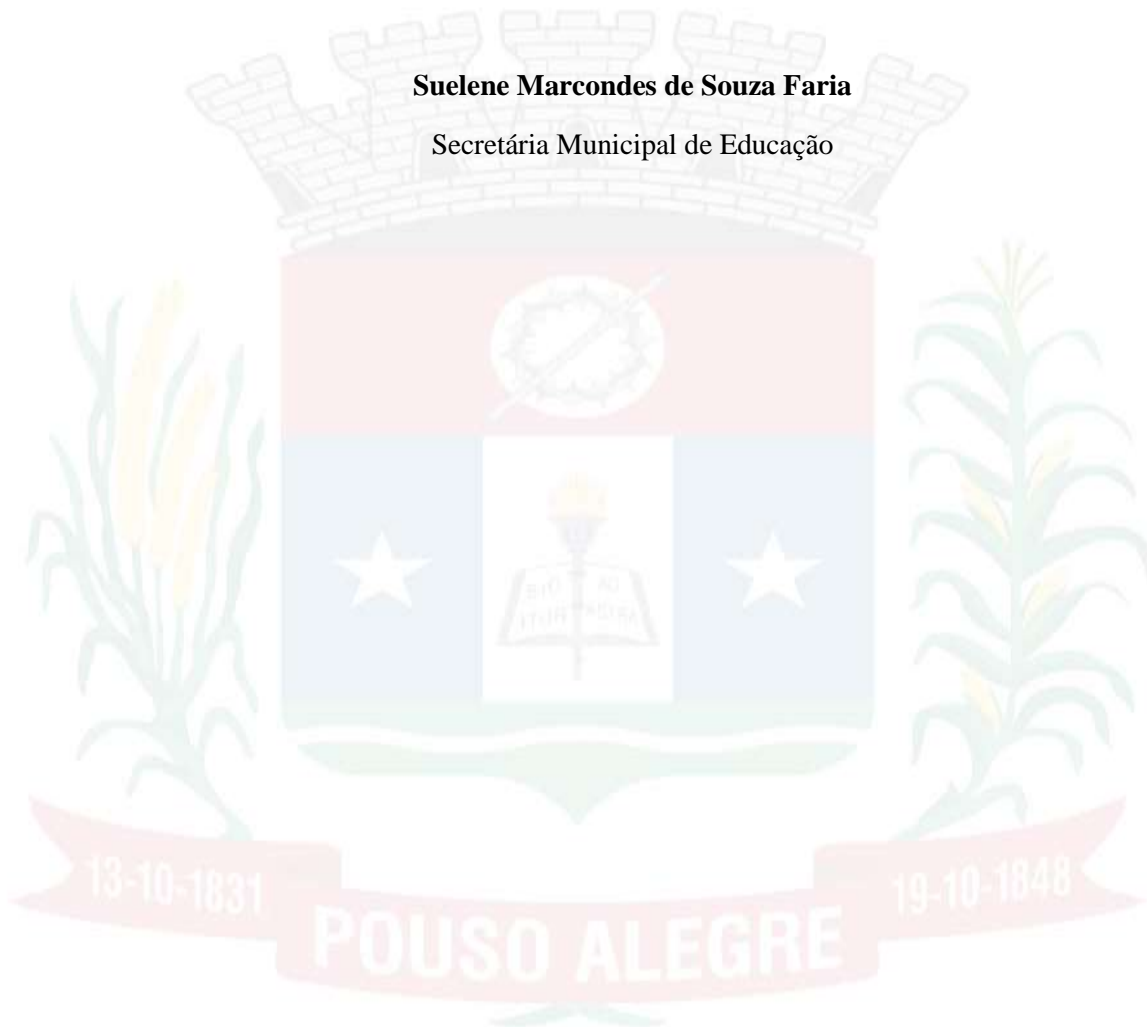 Suelene Marcondes de Souza Faria
Secretária Municipal de Educação
13-10-1831
19-10-1848
POUSO ALEGRE